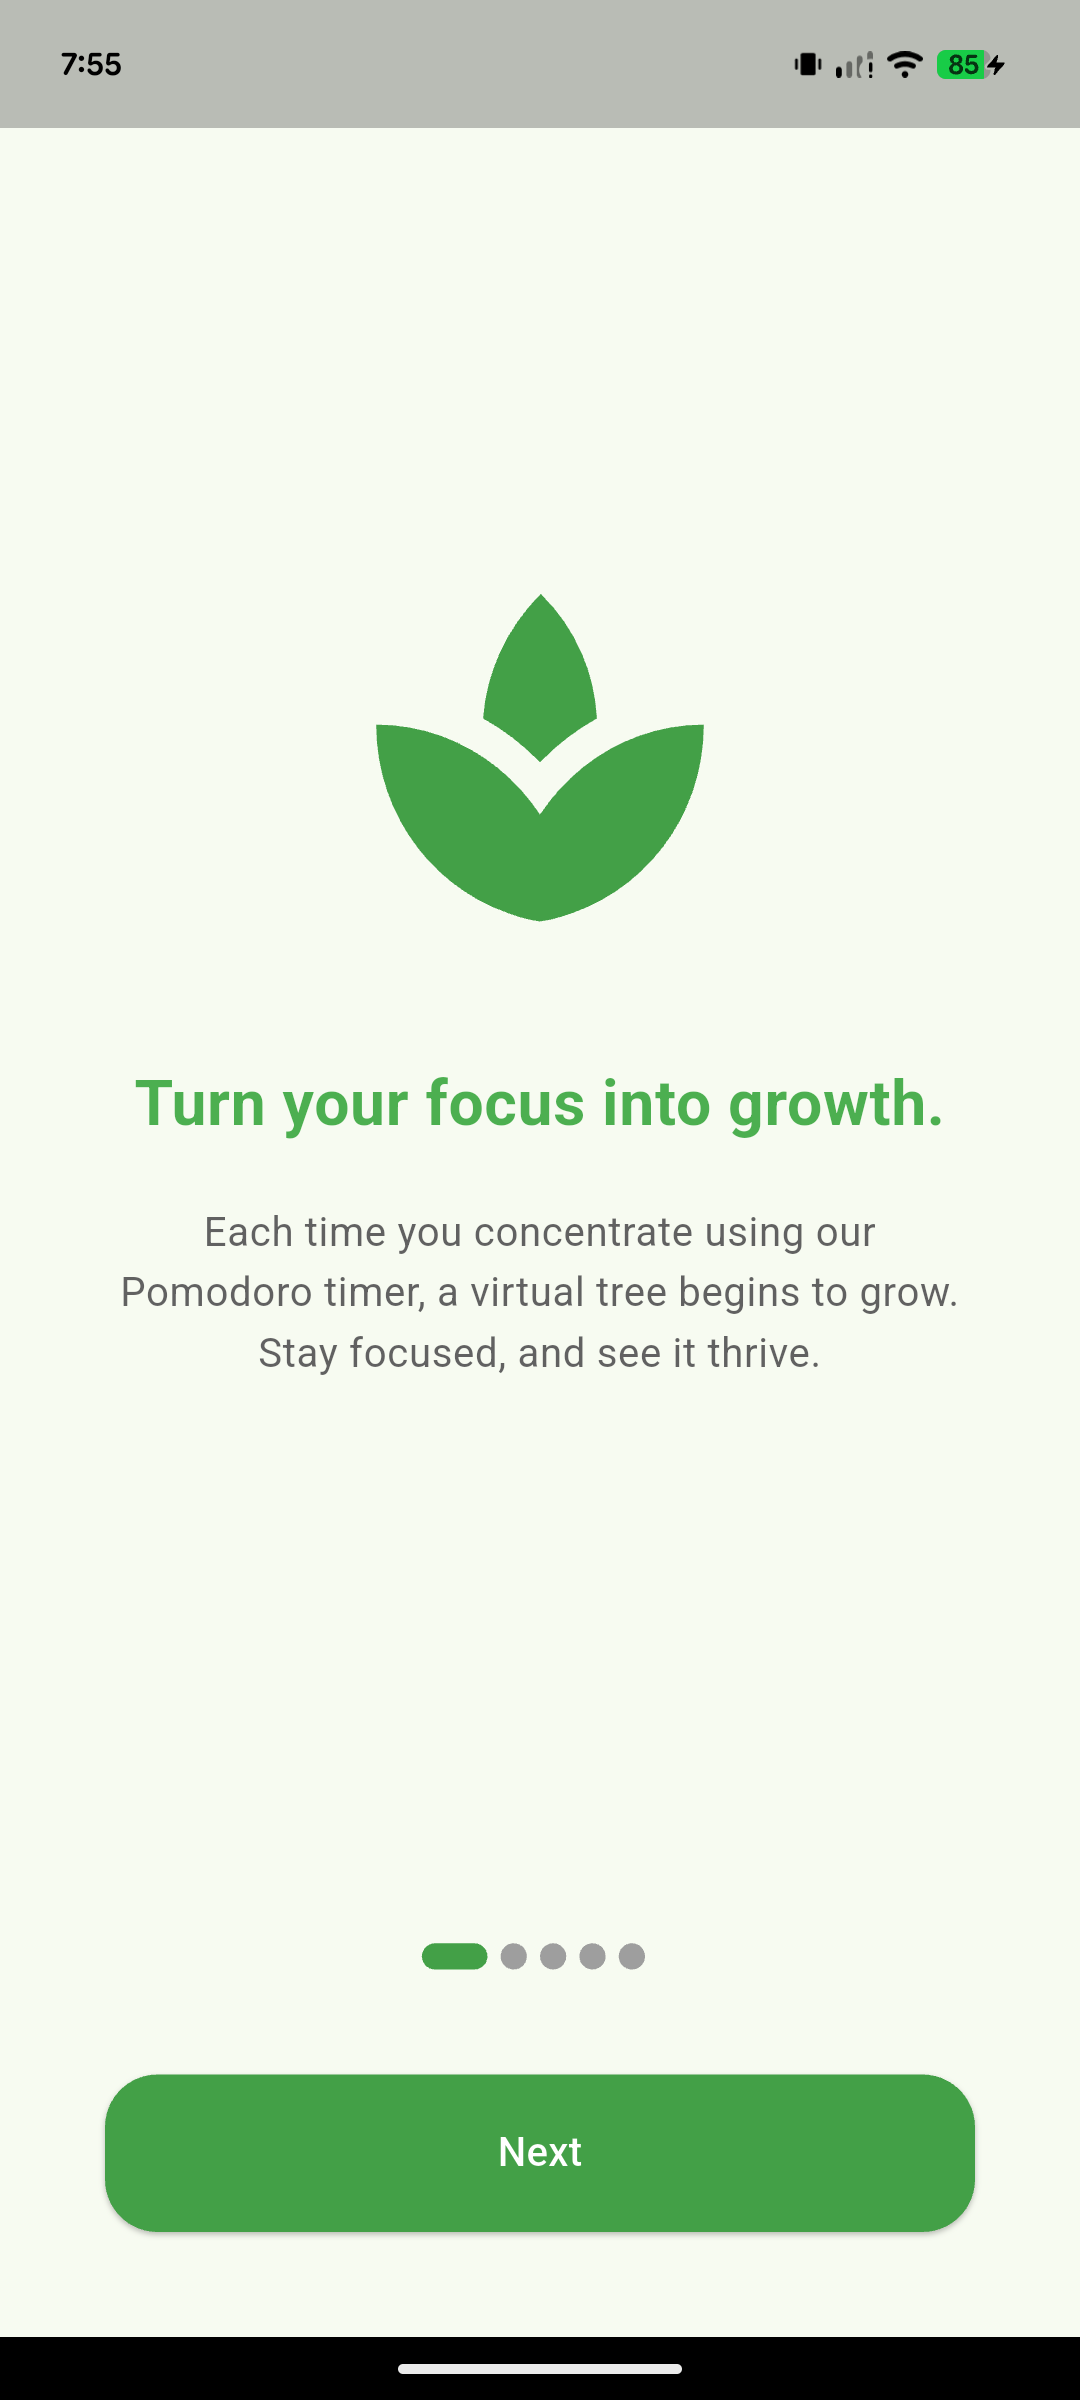 7:55
85
Turn your focus into growth.
Each time you concentrate using our
Pomodoro timer, a virtual tree begins to grow.
Stay focused, and see it thrive.
Next